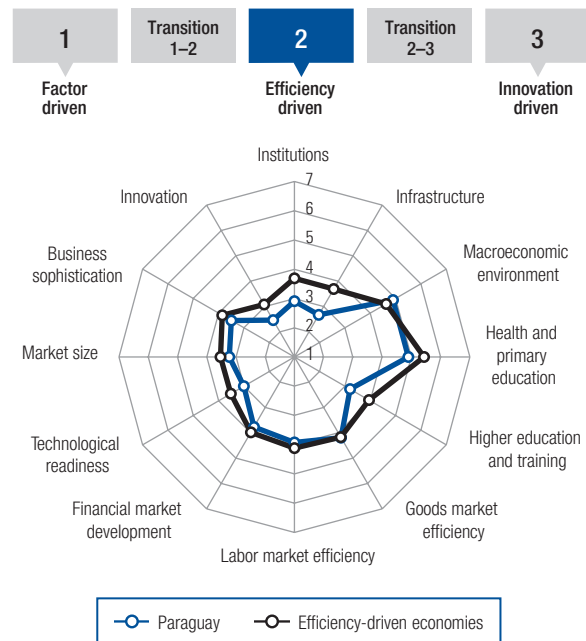 1
Transition
1–2
2
Transition
2–3
3
Factor
driven
Efficiency
driven
Innovation
driven
Institutions
Infrastructure
Macroeconomic
environment
Health and
primary
education
Higher education
and training
Goods market
efficiency
Labor market efficiency
Financial market
development
Technological
readiness
Market size
Business
sophistication
Innovation
7
6
5
4
3
2
1
Paraguay
Efficiency-driven economies